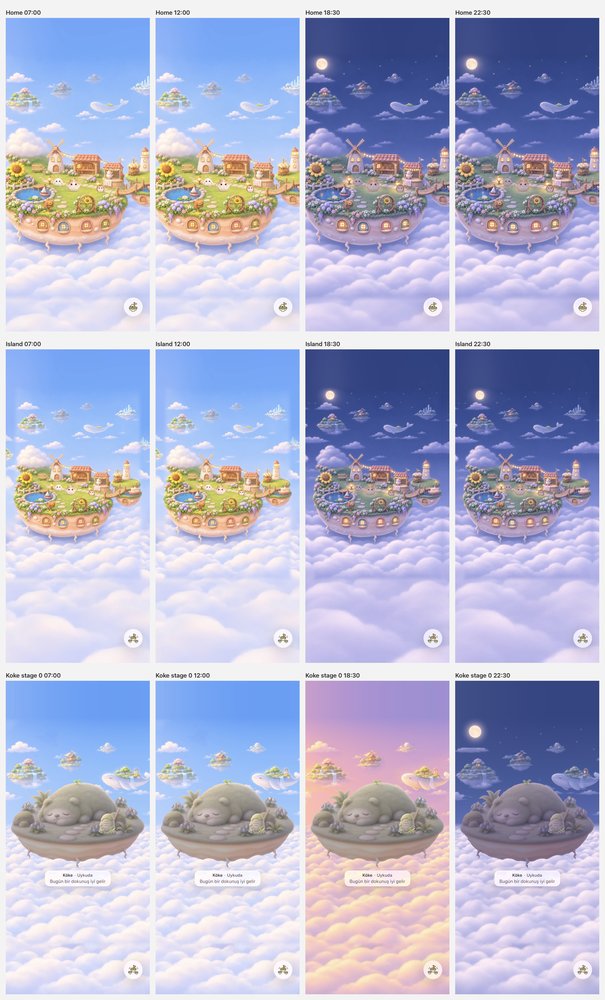 Home 07:00
Home 12:00
Home 18:30
Home 22:30
Island 07:00
Island 12:00
Island 18:30
Island 22:30
Koke stage 0 07:00
Koke stage 0 12:00
Koke stage 0 18:30
Koke stage 0 22:30
Köke · Uykuda
Bugün bir dokunuş iyi gelir
Köke · Uykuda
Bugün bir dokunuş iyi gelir
Köke · Uykuda
Bugün bir dokunuş iyi gelir
Köke · Uykuda
Bugün bir dokunuş iyi gelir